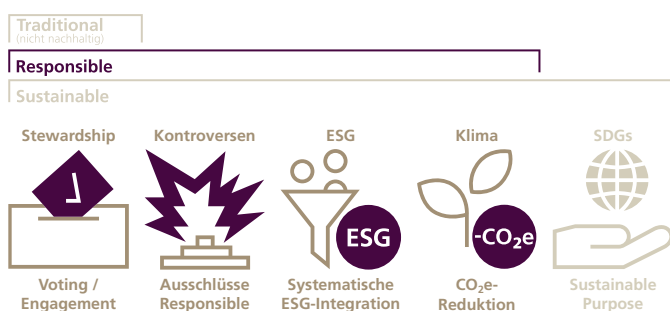 Traditional
(nicht nachhaltig)
Responsible
Sustainable
Stewardship Kontroversen ESG Klima SDGs
ESG -CO₂e
Voting / Ausschlüsse Systematische CO₂e- Sustainable
Engagement Responsible ESG-Integration Reduktion Purpose